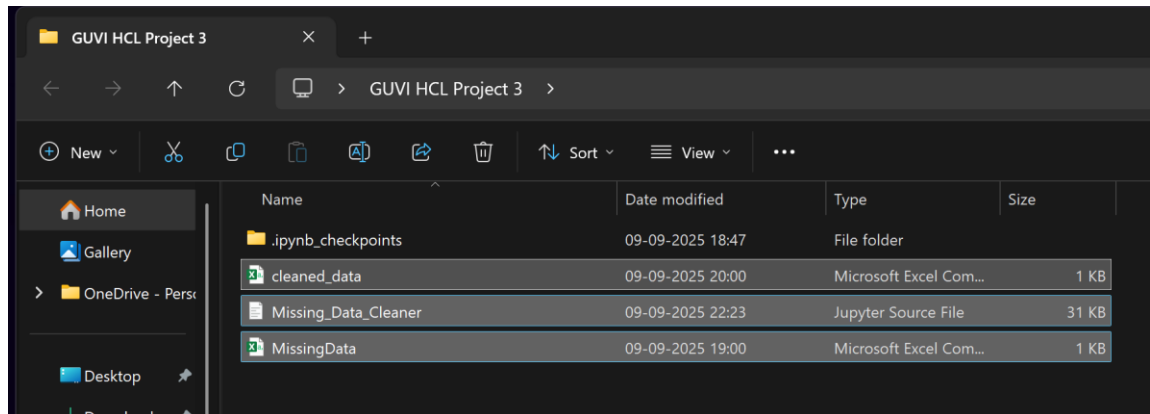 GUVI HCL Project 3
GUVI HCL Project 3
New
Sort
View
Name Date modified Type Size
Home
.ipynb_checkpoints 09-09-2025 18:47 File folder
Gallery
cleaned_data 09-09-2025 20:00 Microsoft Excel Com... 1 KB
OneDrive - Perso
Missing_Data_Cleaner 09-09-2025 22:23 Jupyter Source File 31 KB
MissingData 09-09-2025 19:00 Microsoft Excel Com... 1 KB
Desktop